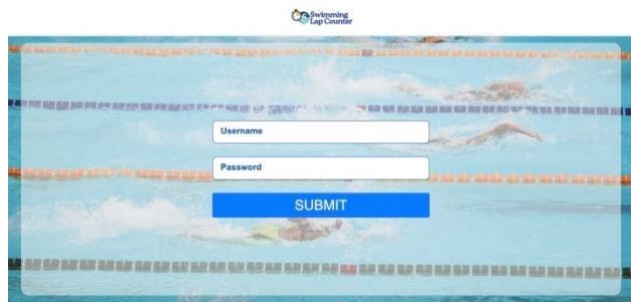 Swimming
Lap Counter
Username
Password
SUBMIT